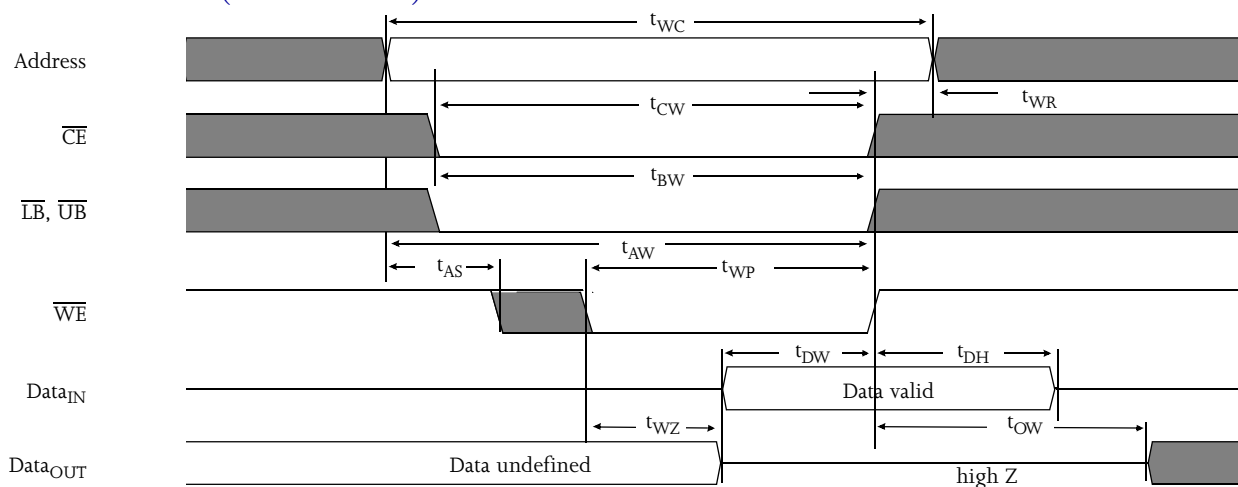 tWC
Address
tCW
tWR
CE
tBW
LB, UB
tAW
tAS
tWP
WE
tDW
tDH
DataIN
Data valid
tWZ
tOW
DataOUT
Data undefined
high Z